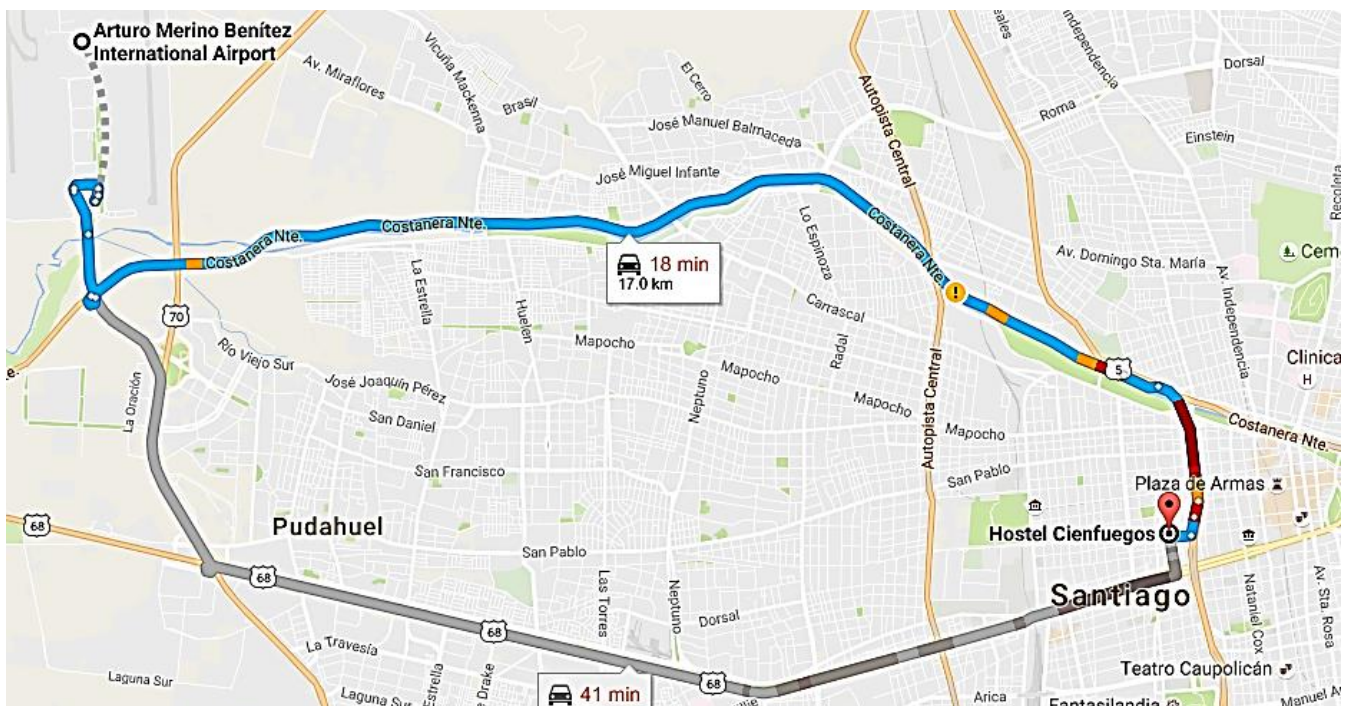 Arturo Merino Benítez
International Airport
Av. Miraflores
Vicuña Mackenna
Brasil
El Cerro
José Manuel Balmaceda
José Miguel Infante
Autopista Central
Independencia
Dorsal
Roma
Einstein
Recoleta
Costanera Nte.
Costanera Nte.
Costanera Nte.
Lo Espinoza
Av. Domingo Sta. María
Av. Independencia
Cem
18 min
17.0 km
La Estrella
Huelen
Carrascal
Radal
70
Río Viejo Sur
José Joaquín Pérez
Mapocho
Mapocho
Mapocho
Mapocho
Neptuno
Autopista Central
5
Clinica
H
Costanera Nte.
La Oración
San Daniel
San Francisco
San Pablo
Plaza de Armas
68
Pudahuel
San Pablo
Hostel Cienfuegos
68
Las Torres
Neptuno
Dorsal
Santiago
Nataniel Cox
Av. Sta. Rosa
68
La Travesía
Laguna Sur
Laguna Sur
Estrella
Drake
41 min
68
Teatro Caupolicán
Arica
Fantasilandia
Manuel A